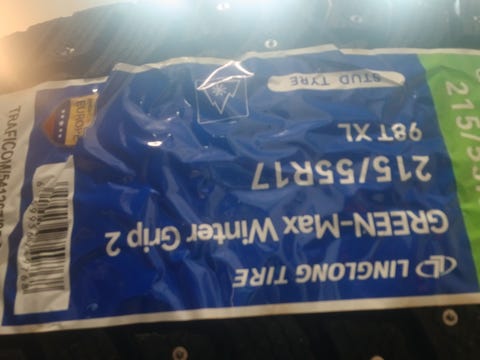 LINGLONG TIRE
GREEN-Max Winter Grip 2
215/55R17
98T XL
STUD TYRE